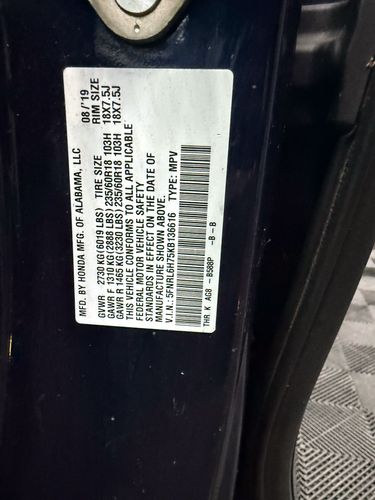 MFD. BY HONDA MFG. OF ALABAMA, LLC 08/'19
GVWR 2730 KG(6019 LBS) TIRE SIZE RIM SIZE
GAWR F 1310 KG (2888 LBS) 235/60R18 103H 18X7.5J
GAWR R 1465 KG (3230 LBS) 235/60R18 103H 18X7.5J
THIS VEHICLE CONFORMS TO ALL APPLICABLE
FEDERAL MOTOR VEHICLE SAFETY
STANDARDS IN EFFECT ON THE DATE OF
MANUFACTURE SHOWN ABOVE.
V.I.N.: 5FNRL6H75KB136616 TYPE: MPV
THR K AG8 - B588P -B -B